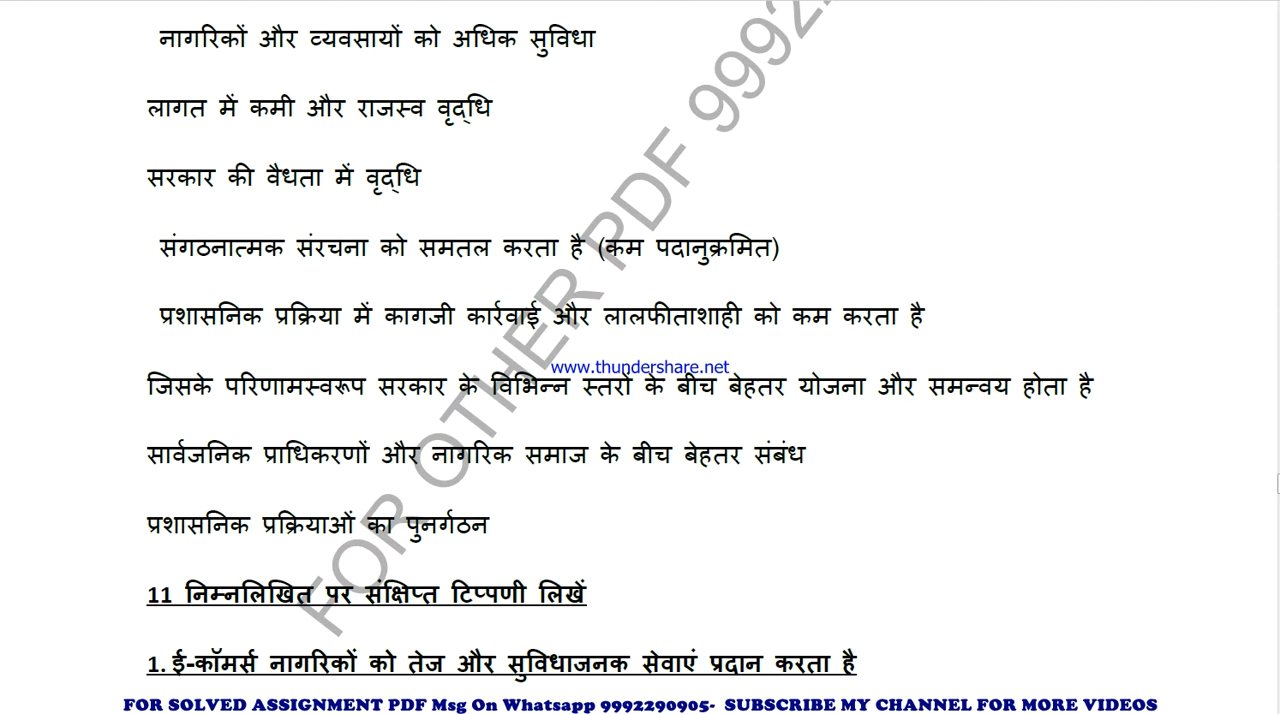 नागरिकों और व्यवसायों को अधिक सुविधा
लागत में कमी और राजस्व वृद्धि
सरकार की वैधता में वृद्धि
संगठनात्मक संरचना को समतल करता है (कम पदानुक्रमित)
प्रशासनिक प्रक्रिया में कागजी कार्रवाई और लालफीताशाही को कम करता है
www.thundershare.net
जिसके परिणामस्वरूप सरकार के विभिन्न स्तरों के बीच बेहतर योजना और समन्वय होता है
सार्वजनिक प्राधिकरणों और नागरिक समाज के बीच बेहतर संबंध
प्रशासनिक प्रक्रियाओं का पुनर्गठन
11 निम्नलिखित पर संक्षिप्त टिप्पणी लिखें
1. ई-कॉमर्स नागरिकों को तेज और सुविधाजनक सेवाएं प्रदान करता है
FOR OTHER PDF 9992
FOR SOLVED ASSIGNMENT PDF Msg On Whatsapp 9992290905- SUBSCRIBE MY CHANNEL FOR MORE VIDEOS